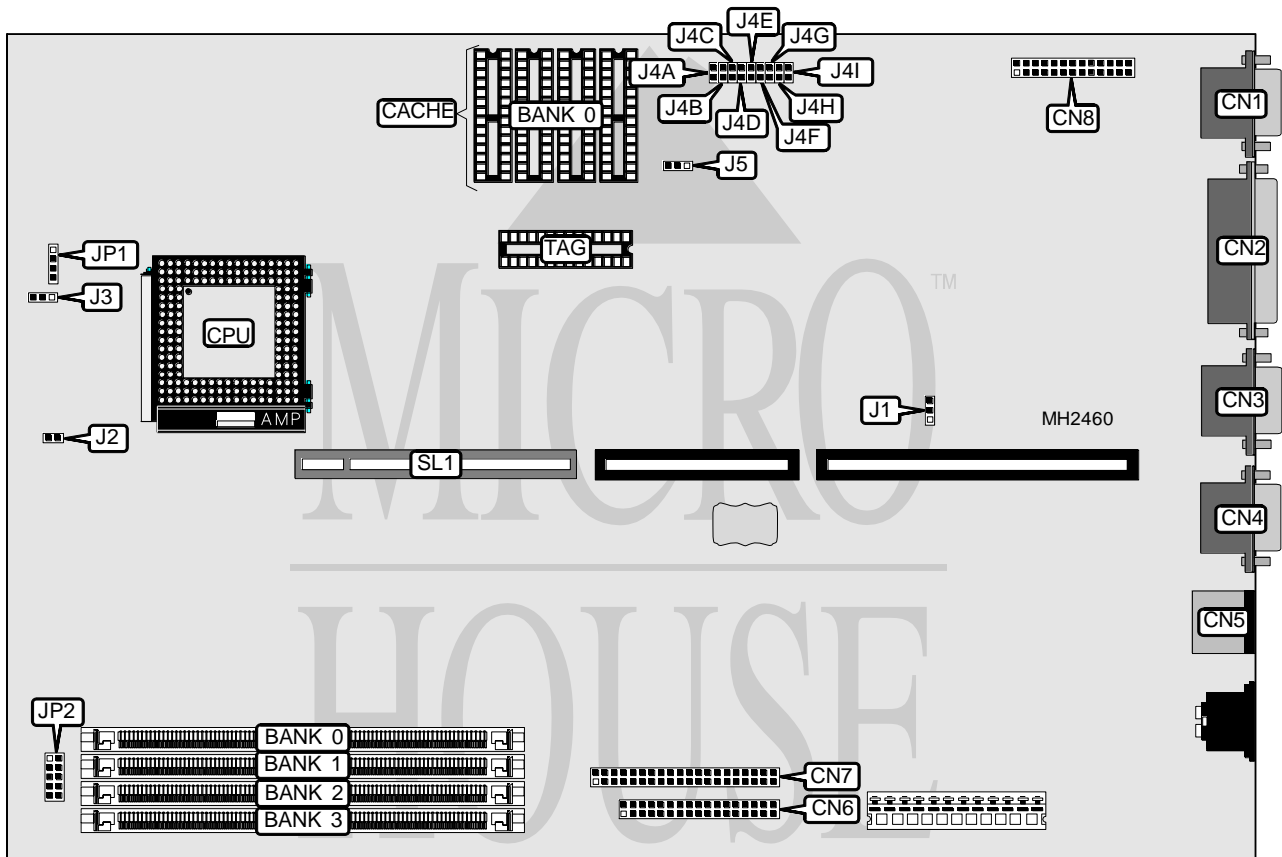 J4E
J4C
J4G
J4A
J4I
CN1
CACHE
BANK 0
J4B
J4H
CN8
J4D
J4F
J5
JP1
TAG
CN2
J3
MICRO
TM
CPU
CN3
J1
AMP
MH2460
J2
SL1
CN4
HOUSE
CN5
JP2
BANK 0
BANK 1
BANK 2
BANK 3
CN7
CN6